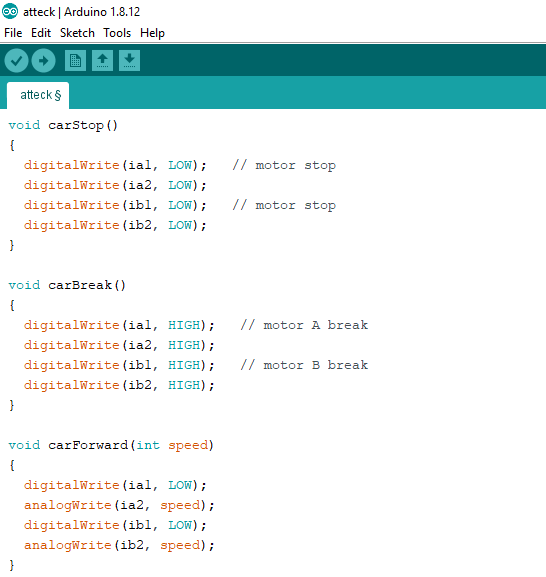 atteck | Arduino 1.8.12
File Edit Sketch Tools Help
atteck §
void carStop()
{
  digitalWrite(ia1, LOW);   // motor stop
  digitalWrite(ia2, LOW);
  digitalWrite(ib1, LOW);   // motor stop
  digitalWrite(ib2, LOW);
}
void carBreak()
{
  digitalWrite(ia1, HIGH);   // motor A break
  digitalWrite(ia2, HIGH);
  digitalWrite(ib1, HIGH);   // motor B break
  digitalWrite(ib2, HIGH);
}
void carForward(int speed)
{
  digitalWrite(ia1, LOW);
  analogWrite(ia2, speed);
  digitalWrite(ib1, LOW);
  analogWrite(ib2, speed);
}